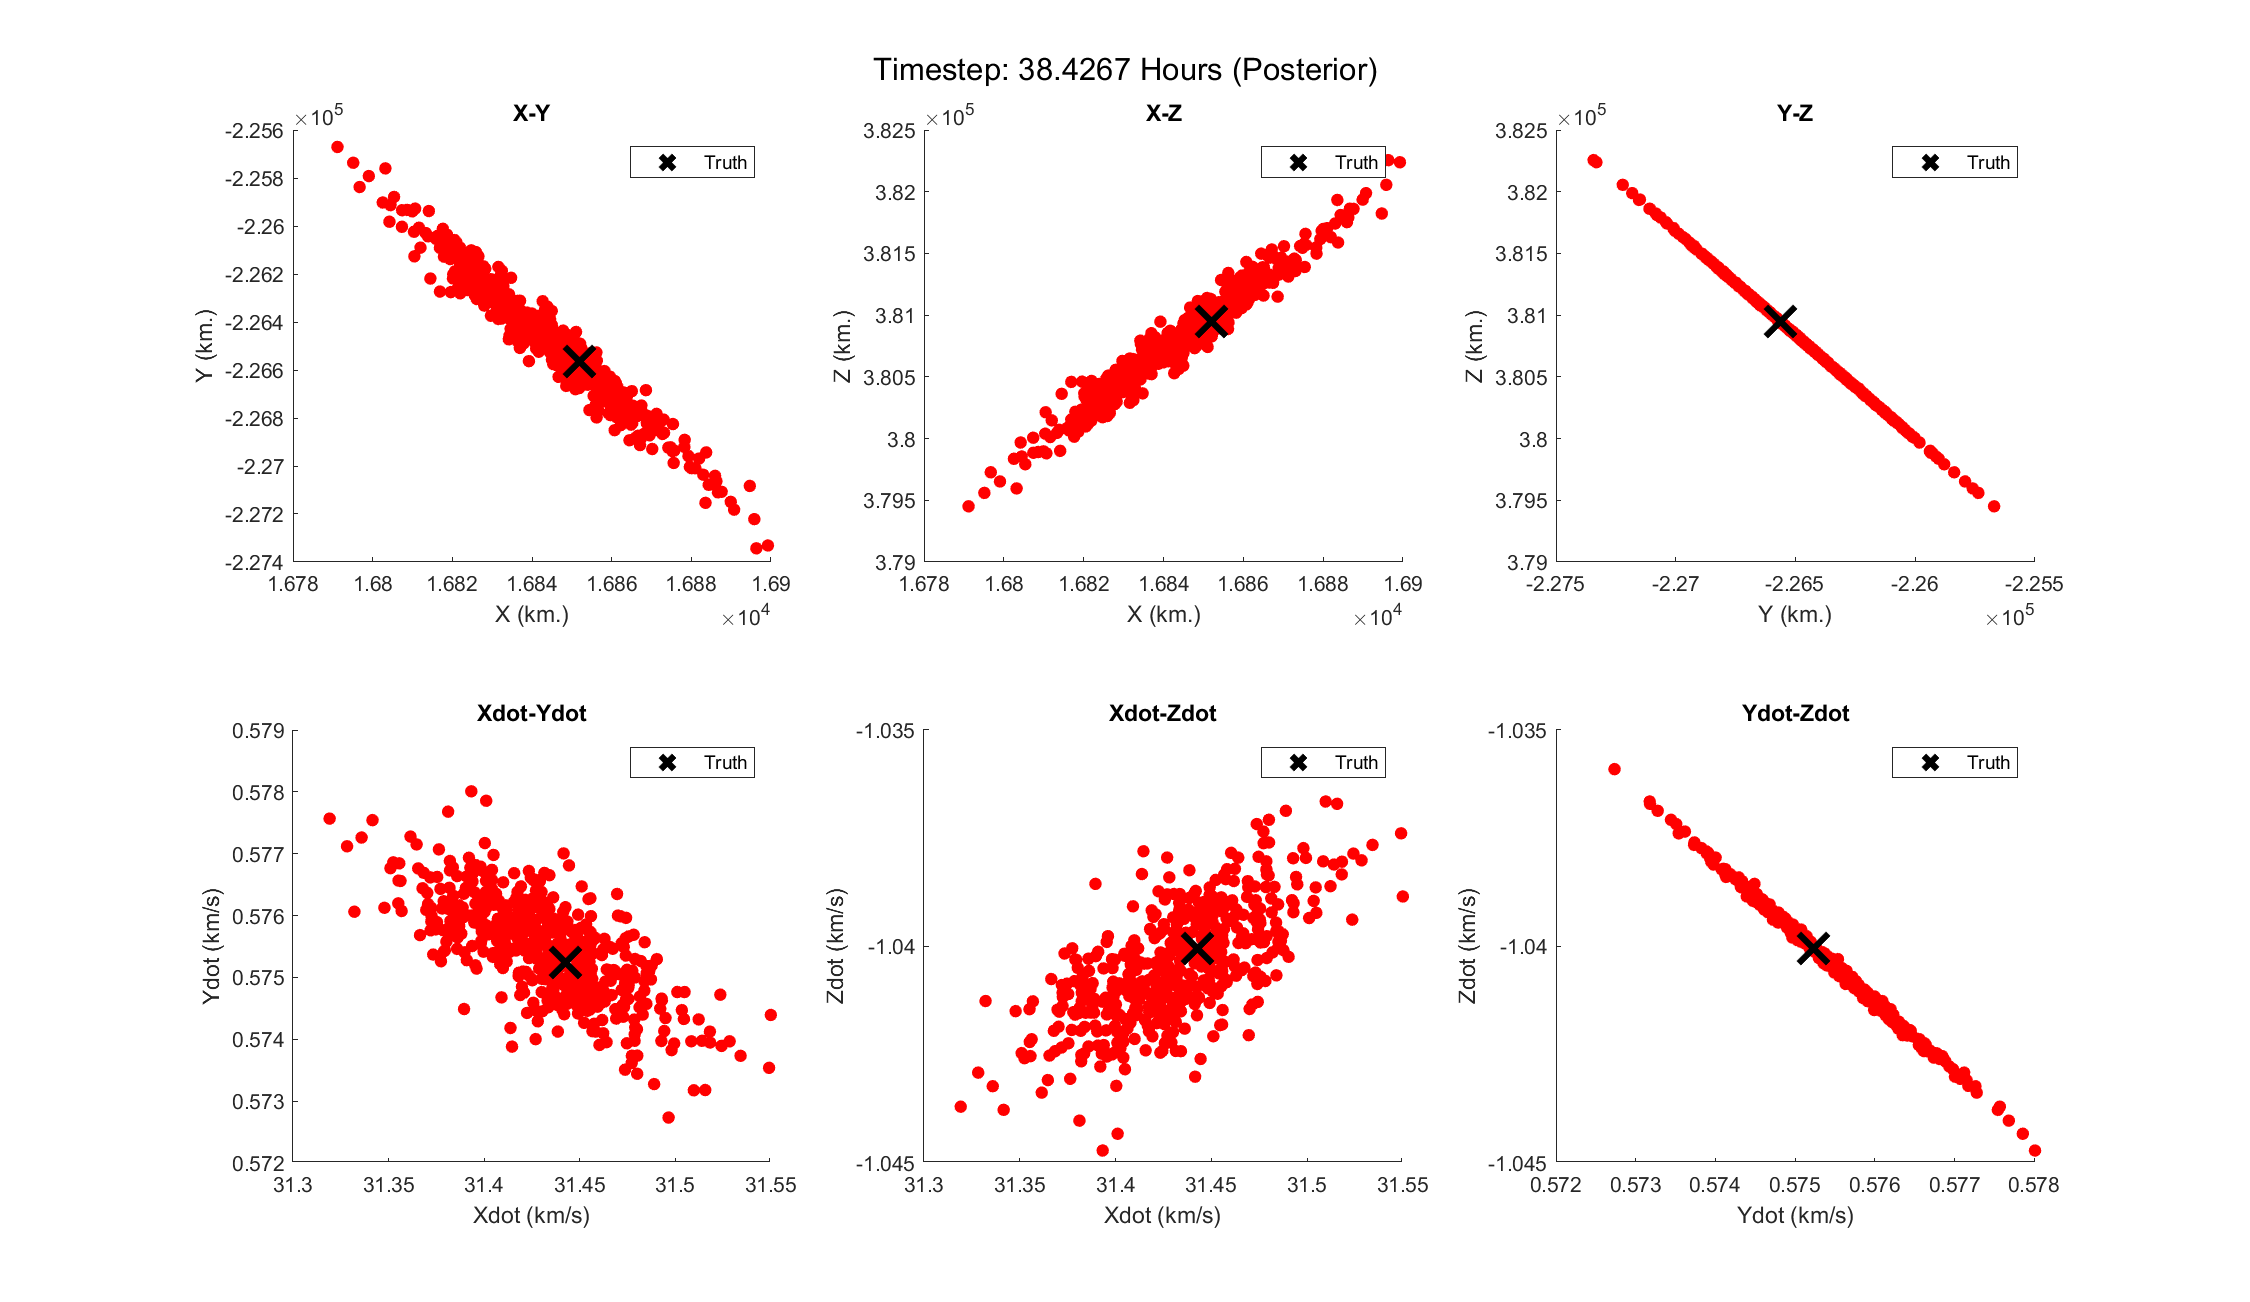 Timestep: 38.4267 Hours (Posterior)
X-Y
×10^5
-2.256
-2.258
-2.26
-2.262
-2.264
-2.266
-2.268
-2.27
-2.272
-2.274
Y (km.)
Truth
1.678 1.68 1.682 1.684 1.686 1.688 1.69
X (km.)
×10^4
X-Z
×10^5
3.825
3.82
3.815
3.81
3.805
3.8
3.795
3.79
Z (km.)
Truth
1.678 1.68 1.682 1.684 1.686 1.688 1.69
X (km.)
×10^4
Y-Z
×10^5
3.825
3.82
3.815
3.81
3.805
3.8
3.795
3.79
Z (km.)
Truth
-2.275 -2.27 -2.265 -2.26 -2.255
Y (km.)
×10^5
Xdot-Ydot
0.579
0.578
0.577
0.576
0.575
0.574
0.573
0.572
Ydot (km/s)
Truth
31.3 31.35 31.4 31.45 31.5 31.55
Xdot (km/s)
Xdot-Zdot
-1.035
-1.04
-1.045
Zdot (km/s)
Truth
31.3 31.35 31.4 31.45 31.5 31.55
Xdot (km/s)
Ydot-Zdot
-1.035
-1.04
-1.045
Zdot (km/s)
Truth
0.572 0.573 0.574 0.575 0.576 0.577 0.578
Ydot (km/s)